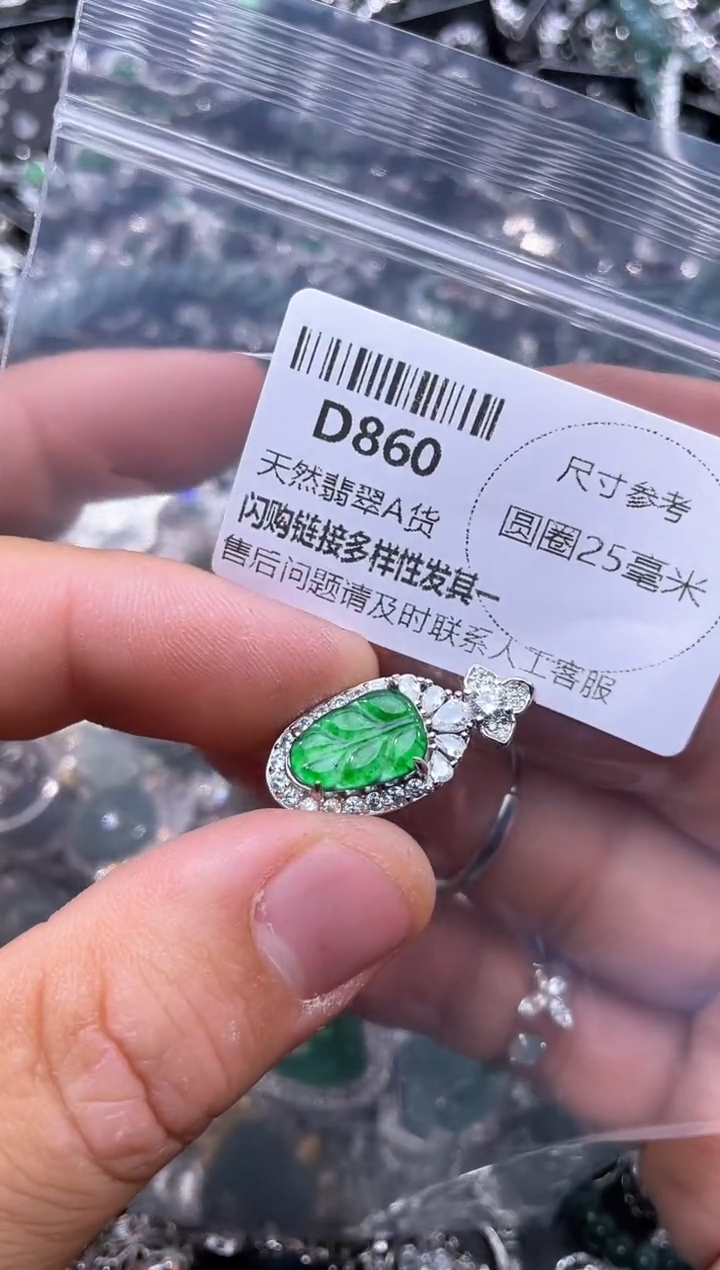 D860
天然翡翠A货
闪购链接多样性发其一
售后问题请及时联系人工客服
尺寸参考
圆圈25毫米